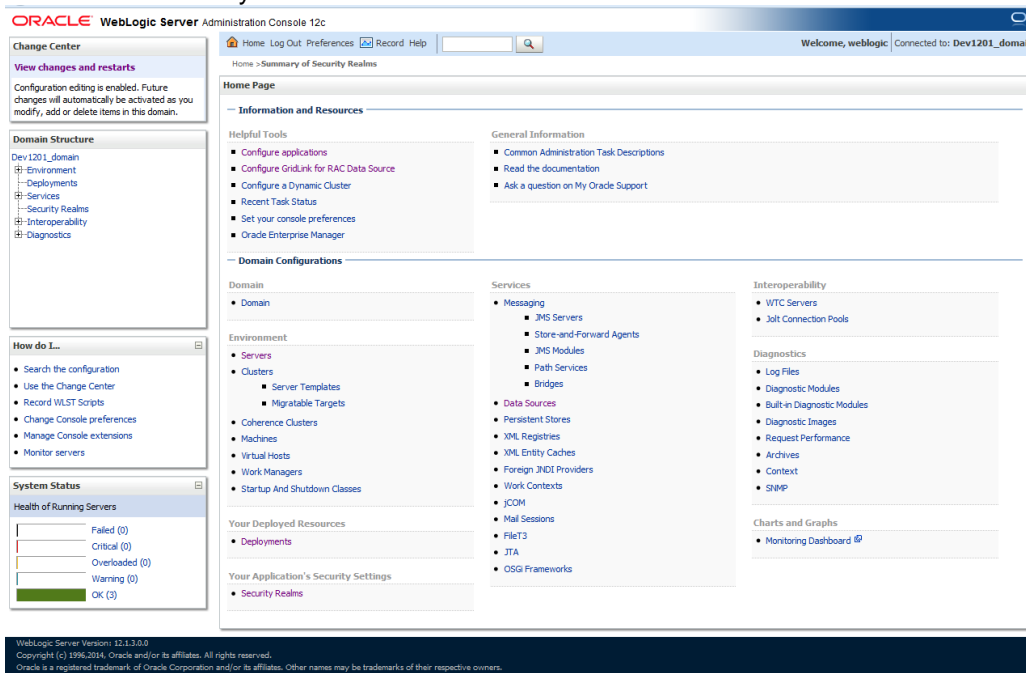 ORACLE WebLogic Server Administration Console 12c
Change Center
View changes and restarts
Configuration editing is enabled. Future
changes will automatically be activated as you
modify, add or delete items in this domain.
Domain Structure
Dev1201_domain
Environment
Deployments
Services
Security Realms
Interoperability
Diagnostics
How do I...
Search the configuration
Use the Change Center
Record WLST Scripts
Change Console preferences
Manage Console extensions
Monitor servers
System Status
Health of Running Servers
Failed (0)
Critical (0)
Overloaded (0)
Warning (0)
OK (3)
Home Log Out Preferences Record Help
Welcome, weblogic Connected to: Dev1201_domai
Home >Summary of Security Realms
Home Page
Information and Resources
Helpful Tools
Configure applications
Configure GridLink for RAC Data Source
Configure a Dynamic Cluster
Recent Task Status
Set your console preferences
Oracle Enterprise Manager
General Information
Common Administration Task Descriptions
Read the documentation
Ask a question on My Oracle Support
Domain Configurations
Domain
Domain
Environment
Servers
Clusters
Server Templates
Migratable Targets
Coherence Clusters
Machines
Virtual Hosts
Work Managers
Startup And Shutdown Classes
Your Deployed Resources
Deployments
Your Application's Security Settings
Security Realms
Services
Messaging
JMS Servers
Store-and-Forward Agents
JMS Modules
Path Services
Bridges
Data Sources
Persistent Stores
XML Registries
XML Entity Caches
Foreign JNDI Providers
Work Contexts
jCOM
Mail Sessions
FileT3
JTA
OSGi Frameworks
Interoperability
WTC Servers
Jolt Connection Pools
Diagnostics
Log Files
Diagnostic Modules
Built-in Diagnostic Modules
Diagnostic Images
Request Performance
Archives
Context
SNMP
Charts and Graphs
Monitoring Dashboard
WebLogic Server Version: 12.1.3.0.0
Copyright (c) 1996,2014, Oracle and/or its affiliates. All rights reserved.
Oracle is a registered trademark of Oracle Corporation and/or its affiliates. Other names may be trademarks of their respective owners.